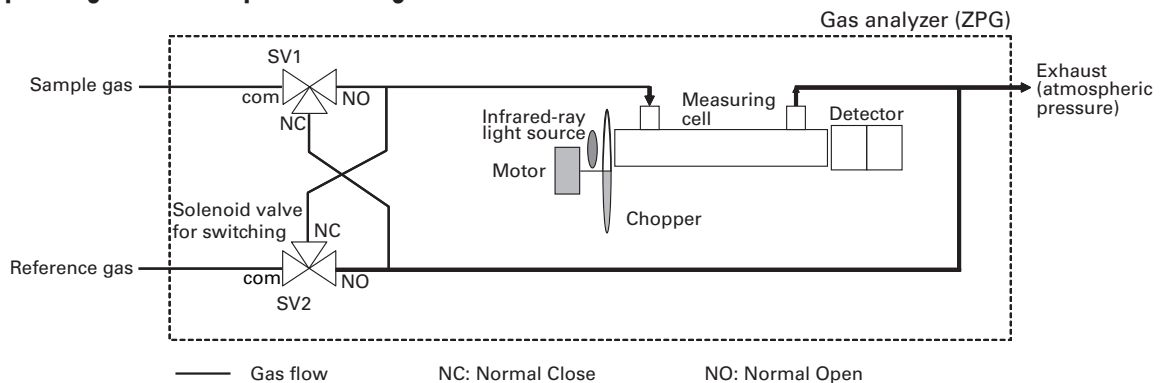 Gas analyzer (ZPG)
SV1
Sample gas
com
NO
NC
Infrared-ray
light source
Measuring
cell
Detector
Exhaust
(atmospheric
pressure)
Motor
Chopper
Solenoid valve
for switching
NC
Reference gas
com
NO
SV2
Gas flow
NC: Normal Close
NO: Normal Open